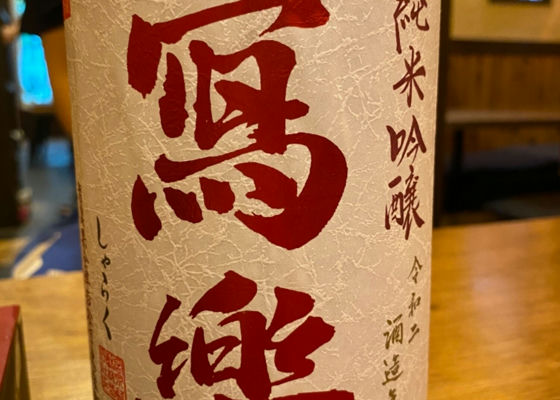 純米吟醸
令和二酒造年
寫樂
しゃらく